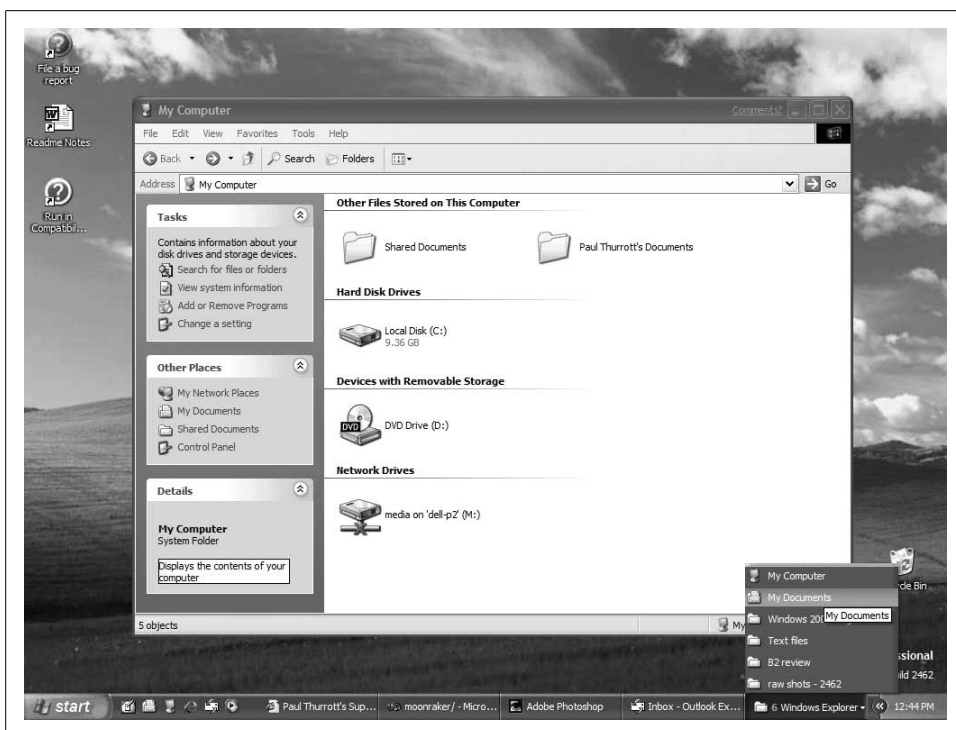 File a bug
report
Readme Notes
Run in
Compatibil...
My Computer
Comments?
File Edit View Favorites Tools Help
Back Search Folders
Address My Computer Go
Tasks
Contains information about your
disk drives and storage devices.
Search for files or folders
View system information
Add or Remove Programs
Change a setting
Other Places
My Network Places
My Documents
Shared Documents
Control Panel
Details
My Computer
System Folder
Displays the contents of your
computer
Other Files Stored on This Computer
Shared Documents
Paul Thurrott's Documents
Hard Disk Drives
Local Disk (C:)
9.36 GB
Devices with Removable Storage
DVD
DVD Drive (D:)
Network Drives
media on 'dell-p2' (M:)
5 objects
My
My Computer
My Documents
Windows 200
My Documents
Text files
B2 review
raw shots - 2462
cle Bin
ssional
ild 2462
start
Paul Thurrott's Sup...
moonraker/ - Micro...
Adobe Photoshop
Inbox - Outlook Ex...
6 Windows Explorer
12:44 PM